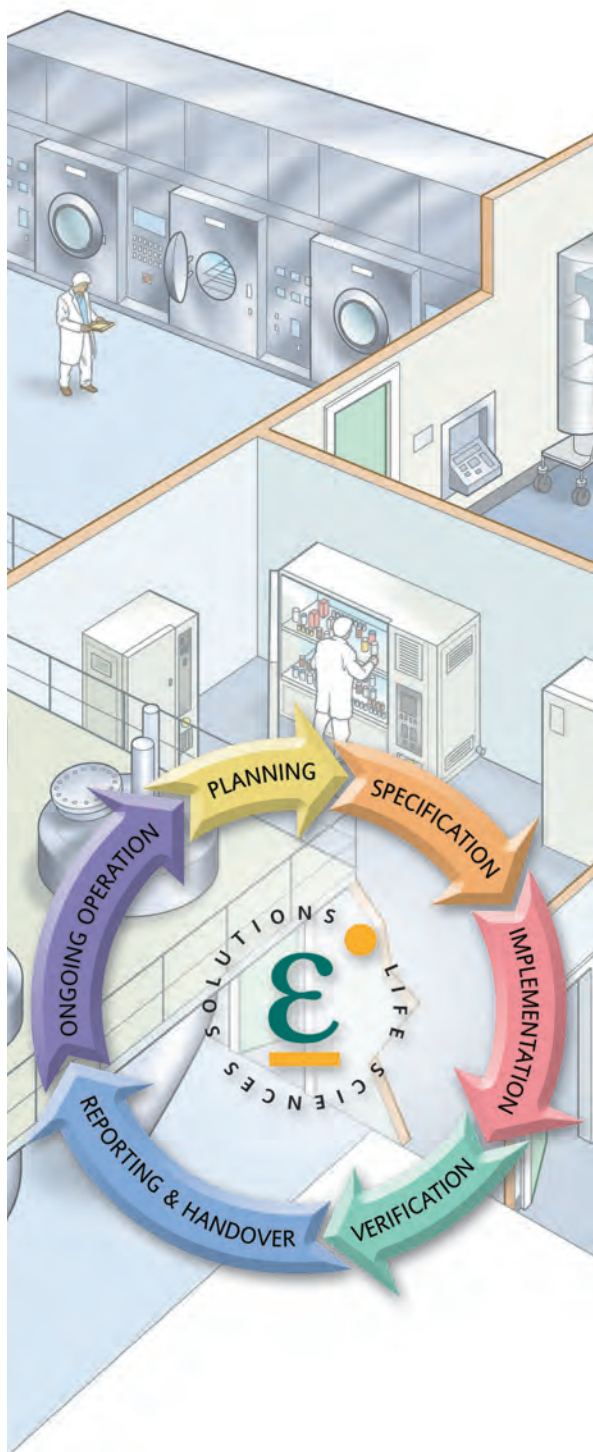 PLANNING
SPECIFICATION
IMPLEMENTATION
VERIFICATION
REPORTING & HANDOVER
ONGOING OPERATION
LIFE SCIENCES SOLUTIONS
ε